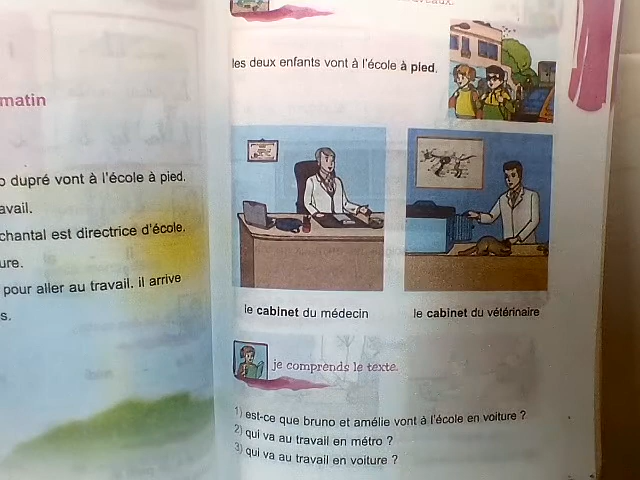 matin
dupré vont à l'école à pied.
chantal est directrice d'école.
pour aller au travail. il arrive
les deux enfants vont à l'école à pied.
le cabinet du médecin
le cabinet du vétérinaire
je comprends le texte.
1) est-ce que bruno et amélie vont à l'école en voiture ?
2) qui va au travail en métro ?
3) qui va au travail en voiture ?